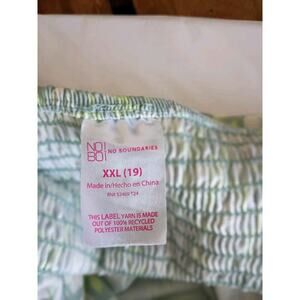 NO!
BO!
NO BOUNDARIES
XXL (19)
Made in/Hecho en China
THIS LABEL YARN IS MADE
OUT OF 100% RECYCLED
POLYESTER MATERIALS